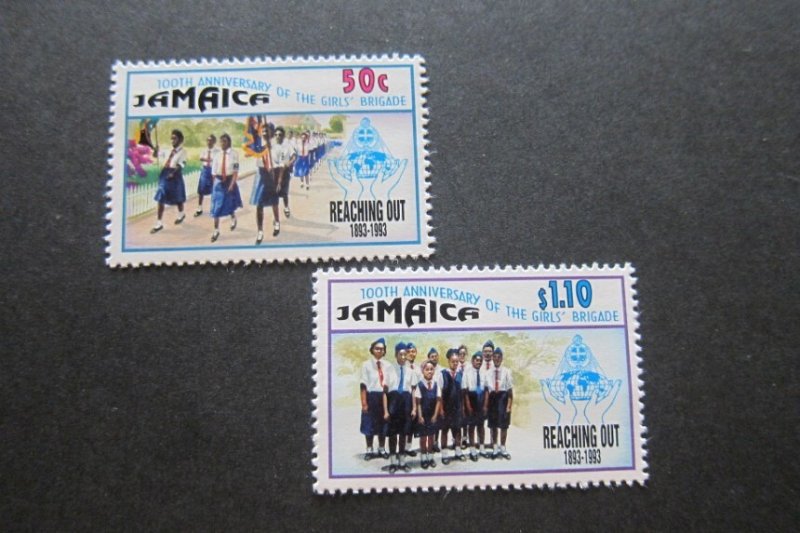 50c
100TH ANNIVERSARY OF THE GIRLS' BRIGADE
JAMAICA
REACHING OUT
1893-1993
$1.10
100TH ANNIVERSARY OF THE GIRLS' BRIGADE
JAMAICA
REACHING OUT
1893-1993